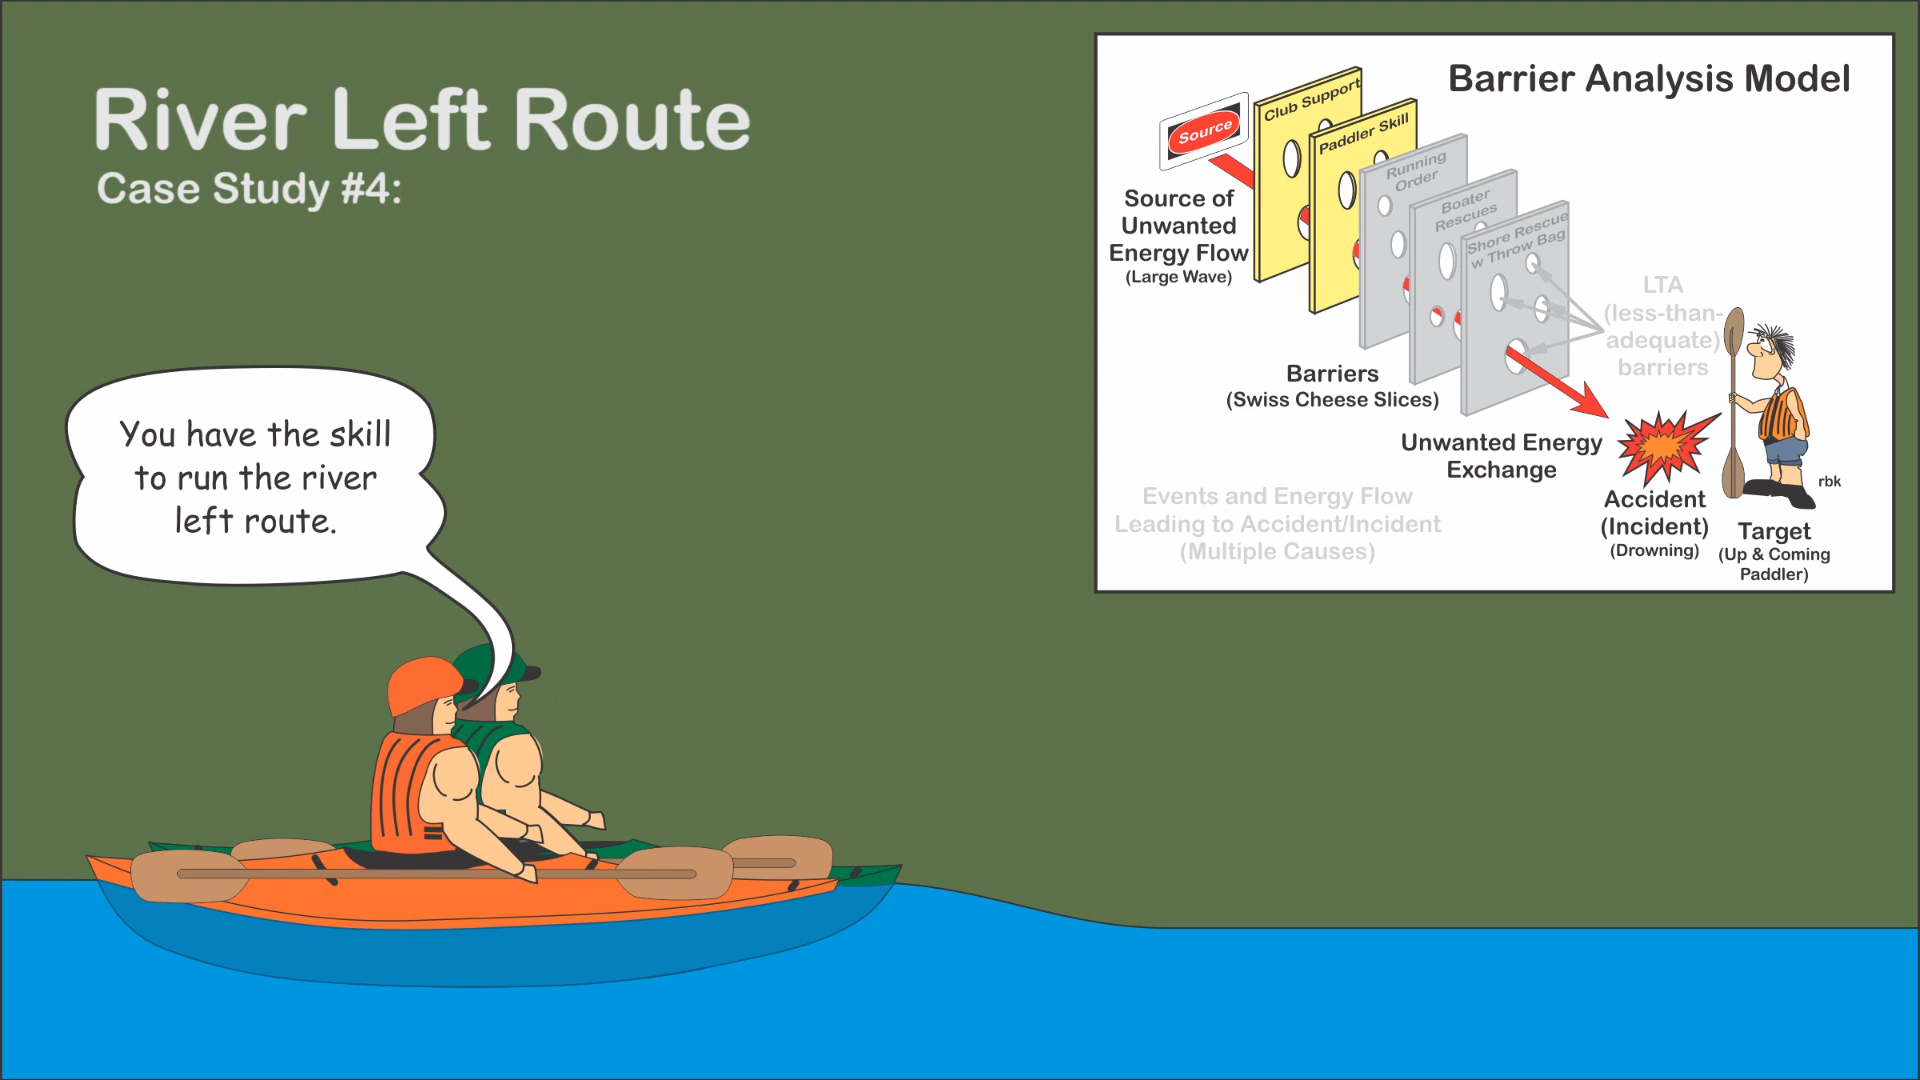 River Left Route
Case Study #4:
You have the skill
to run the river
left route.
Barrier Analysis Model
Source
Club Support
Paddler Skill
Running
Order
Boater
Rescues
Shore Rescue
w Throw Bag
Source of
Unwanted
Energy Flow
(Large Wave)
LTA
(less-than-
adequate)
barriers
Barriers
(Swiss Cheese Slices)
Unwanted Energy
Exchange
Events and Energy Flow
Leading to Accident/Incident
(Multiple Causes)
Accident
(Incident)
(Drowning)
rbk
Target
(Up & Coming
Paddler)